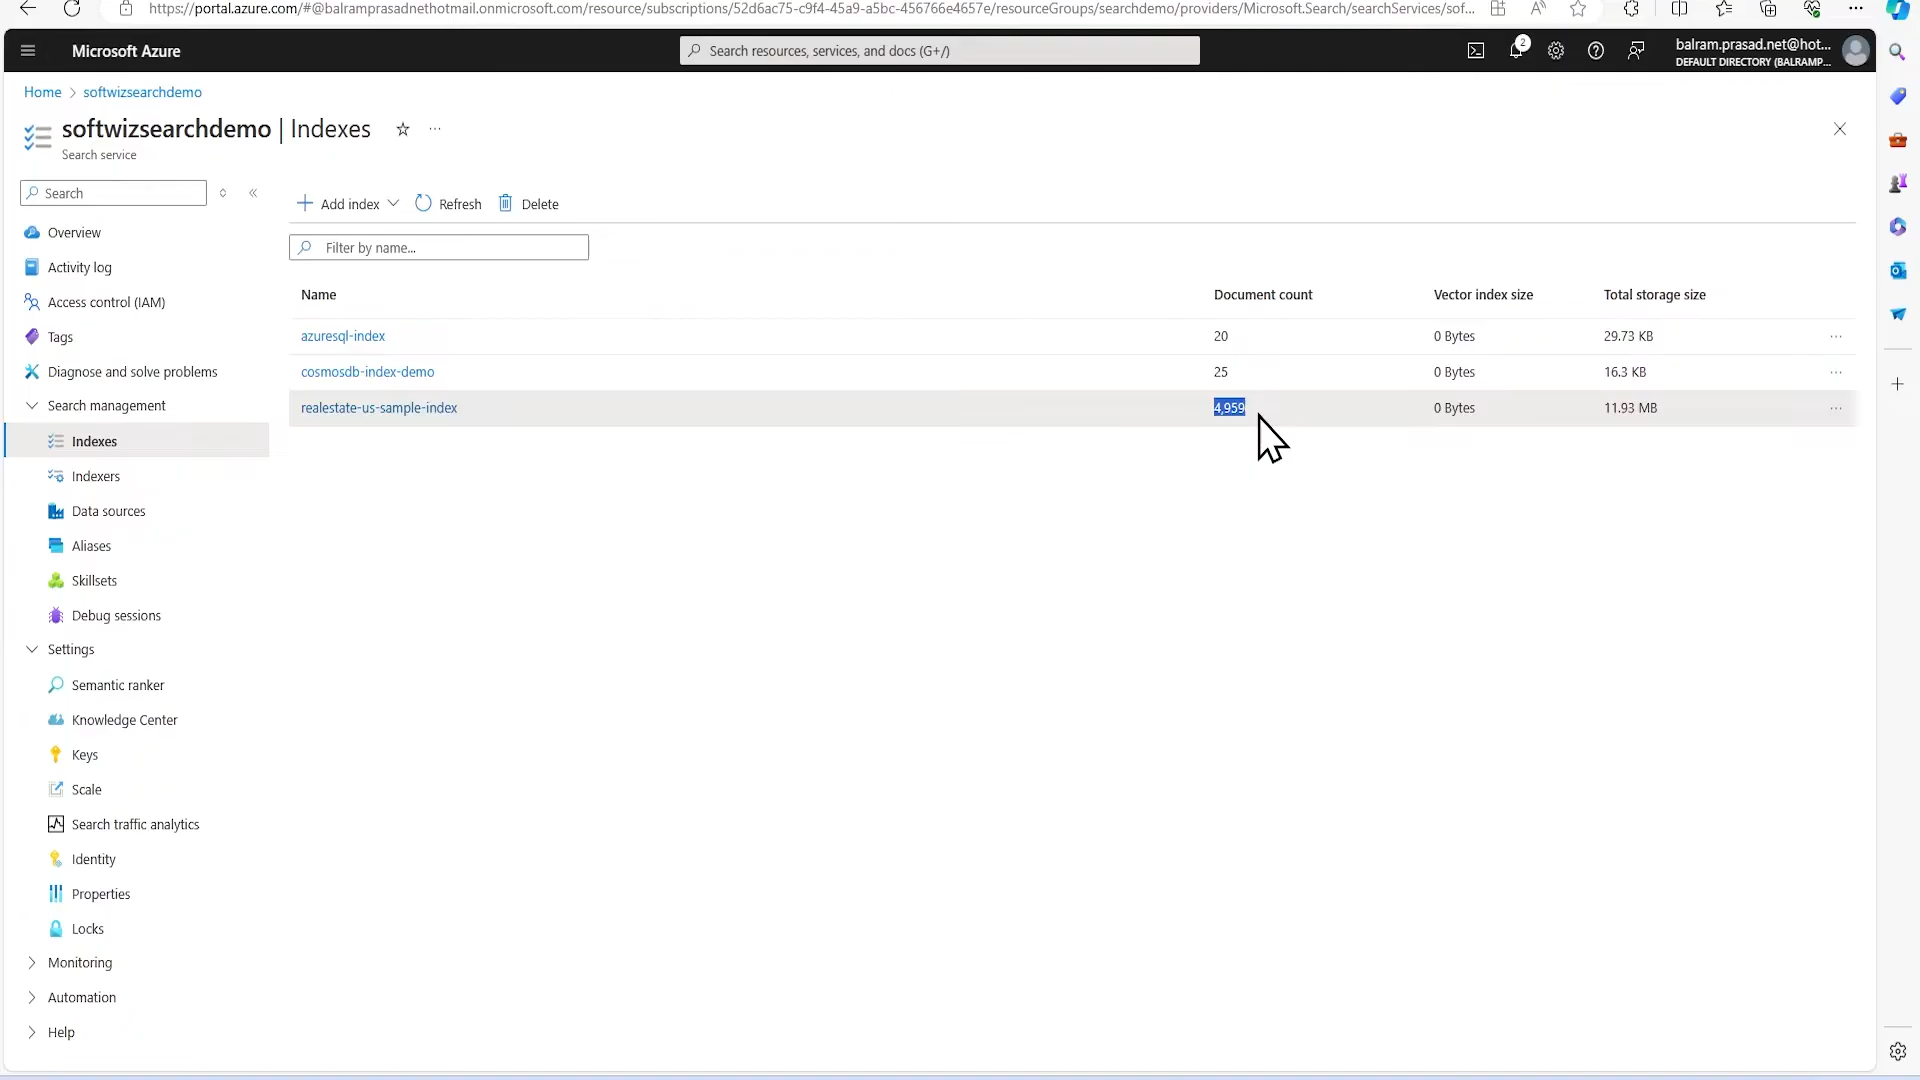 https://portal.azure.com/#@balramprasadnethotmail.onmicrosoft.com/resource/subscriptions/52d6ac75-c9f4-45a9-a5bc-456766e4657e/resourceGroups/searchdemo/providers/Microsoft.Search/searchServices/sof...
Microsoft Azure
Search resources, services, and docs (G+/)
2
balram.prasad.net@hot...
DEFAULT DIRECTORY (BALRAMP...
Home > softwizsearchdemo
softwizsearchdemo | Indexes
Search service
Search
Add index
Refresh
Delete
Filter by name...
Name Document count Vector index size Total storage size
azuresql-index 20 0 Bytes 29.73 KB
cosmosdb-index-demo 25 0 Bytes 16.3 KB
realestate-us-sample-index 4,959 0 Bytes 11.93 MB
Overview
Activity log
Access control (IAM)
Tags
Diagnose and solve problems
Search management
Indexes
Indexers
Data sources
Aliases
Skillsets
Debug sessions
Settings
Semantic ranker
Knowledge Center
Keys
Scale
Search traffic analytics
Identity
Properties
Locks
Monitoring
Automation
Help